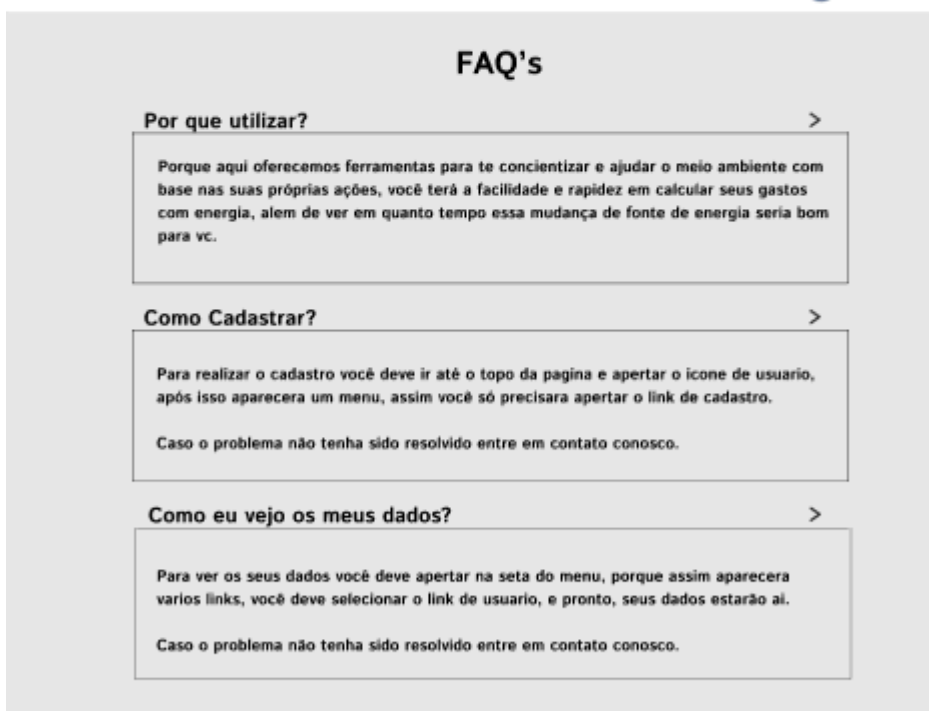 FAQ's
Por que utilizar? >
Porque aqui oferecemos ferramentas para te concientizar e ajudar o meio ambiente com
base nas suas próprias ações, você terá a facilidade e rapidez em calcular seus gastos
com energia, alem de ver em quanto tempo essa mudança de fonte de energia seria bom
para vc.
Como Cadastrar? >
Para realizar o cadastro você deve ir até o topo da pagina e apertar o icone de usuario,
após isso aparecera um menu, assim você só precisara apertar o link de cadastro.
Caso o problema não tenha sido resolvido entre em contato conosco.
Como eu vejo os meus dados? >
Para ver os seus dados você deve apertar na seta do menu, porque assim aparecera
varios links, você deve selecionar o link de usuario, e pronto, seus dados estarão ai.
Caso o problema não tenha sido resolvido entre em contato conosco.